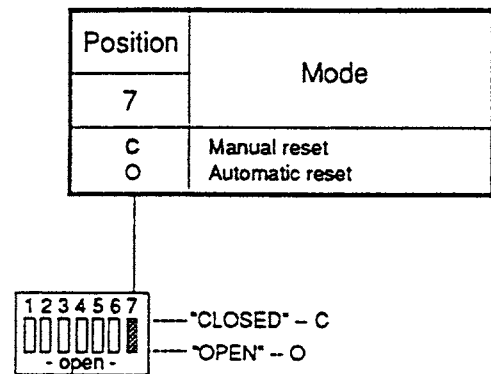 Position
Mode
7
C Manual reset
O Automatic reset
1 2 3 4 5 6 7
"CLOSED" – C
"OPEN" – O
- open -